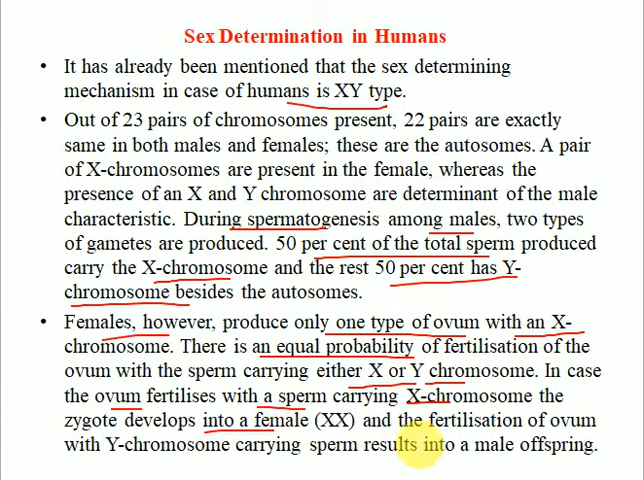 Sex Determination in Humans
• It has already been mentioned that the sex determining
mechanism in case of humans is XY type.
• Out of 23 pairs of chromosomes present, 22 pairs are exactly
same in both males and females; these are the autosomes. A pair
of X-chromosomes are present in the female, whereas the
presence of an X and Y chromosome are determinant of the male
characteristic. During spermatogenesis among males, two types
of gametes are produced. 50 per cent of the total sperm produced
carry the X-chromosome and the rest 50 per cent has Y-
chromosome besides the autosomes.
• Females, however, produce only one type of ovum with an X-
chromosome. There is an equal probability of fertilisation of the
ovum with the sperm carrying either X or Y chromosome. In case
the ovum fertilises with a sperm carrying X-chromosome the
zygote develops into a female (XX) and the fertilisation of ovum
with Y-chromosome carrying sperm results into a male offspring.